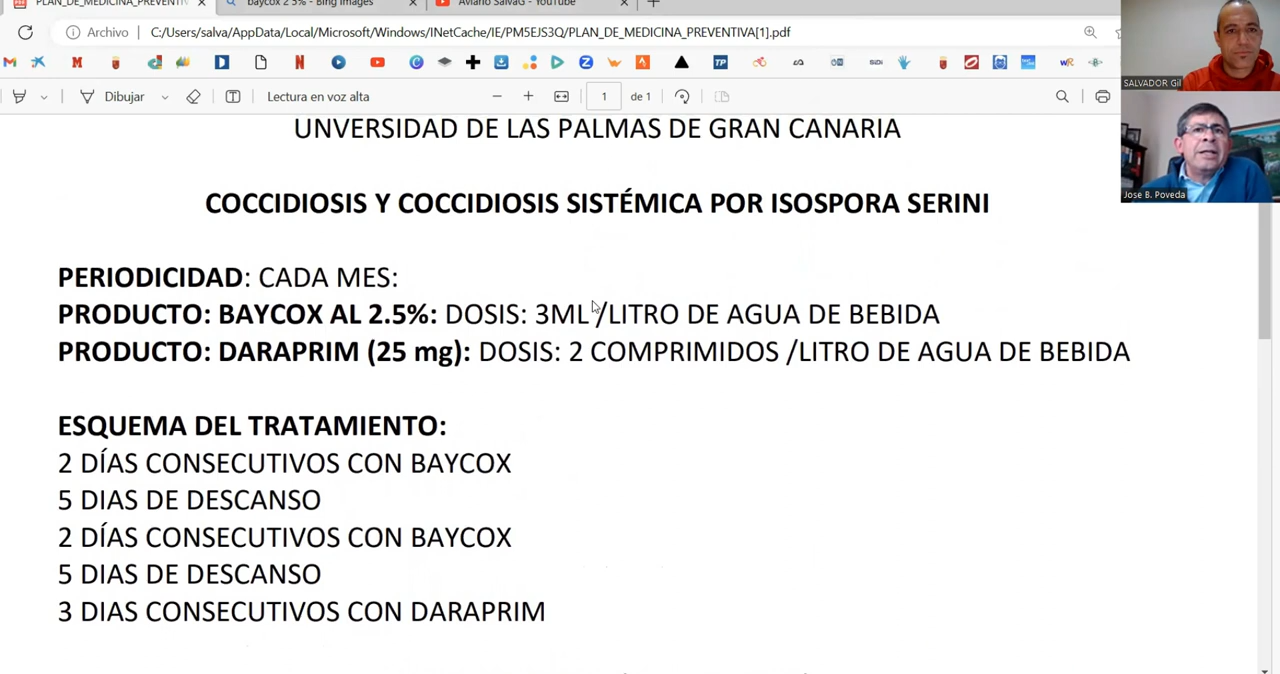 PLAN_DE_MEDICINA_PREVENTIV
baycox 2 5% - Bing Images
Aviario SalvaG - YouTube
Archivo
C:/Users/salva/AppData/Local/Microsoft/Windows/INetCache/IE/PM5EJS3Q/PLAN_DE_MEDICINA_PREVENTIVA[1].pdf
Dibujar
Lectura en voz alta
1
de 1
SALVADOR Gil
Jose B. Poveda
UNVERSIDAD DE LAS PALMAS DE GRAN CANARIA
COCCIDIOSIS Y COCCIDIOSIS SISTÉMICA POR ISOSPORA SERINI
PERIODICIDAD: CADA MES:
PRODUCTO: BAYCOX AL 2.5%: DOSIS: 3ML /LITRO DE AGUA DE BEBIDA
PRODUCTO: DARAPRIM (25 mg): DOSIS: 2 COMPRIMIDOS /LITRO DE AGUA DE BEBIDA
ESQUEMA DEL TRATAMIENTO:
2 DÍAS CONSECUTIVOS CON BAYCOX
5 DIAS DE DESCANSO
2 DÍAS CONSECUTIVOS CON BAYCOX
5 DIAS DE DESCANSO
3 DIAS CONSECUTIVOS CON DARAPRIM